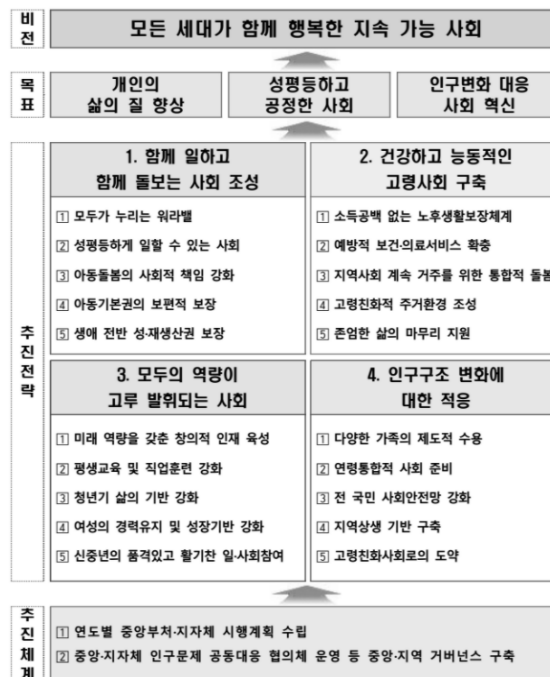 비전
모든 세대가 함께 행복한 지속 가능 사회
목표
개인의
삶의 질 향상
성평등하고
공정한 사회
인구변화 대응
사회 혁신
추진전략
1. 함께 일하고
함께 돌보는 사회 조성
1 모두가 누리는 워라밸
2 성평등하게 일할 수 있는 사회
3 아동돌봄의 사회적 책임 강화
4 아동기본권의 보편적 보장
5 생애 전반 성·재생산권 보장
2. 건강하고 능동적인
고령사회 구축
1 소득공백 없는 노후생활보장체계
2 예방적 보건·의료서비스 확충
3 지역사회 계속 거주를 위한 통합적 돌봄
4 고령친화적 주거환경 조성
5 존엄한 삶의 마무리 지원
3. 모두의 역량이
고루 발휘되는 사회
1 미래 역량을 갖춘 창의적 인재 육성
2 평생교육 및 직업훈련 강화
3 청년기 삶의 기반 강화
4 여성의 경력유지 및 성장기반 강화
5 신중년의 품격있고 활기찬 일·사회참여
4. 인구구조 변화에
대한 적응
1 다양한 가족의 제도적 수용
2 연령통합적 사회 준비
3 전 국민 사회안전망 강화
4 지역상생 기반 구축
5 고령친화사회로의 도약
추진체계
1 연도별 중앙부처·지자체 시행계획 수립
2 중앙·지자체 인구문제 공동대응 협의체 운영 등 중앙·지역 거버넌스 구축